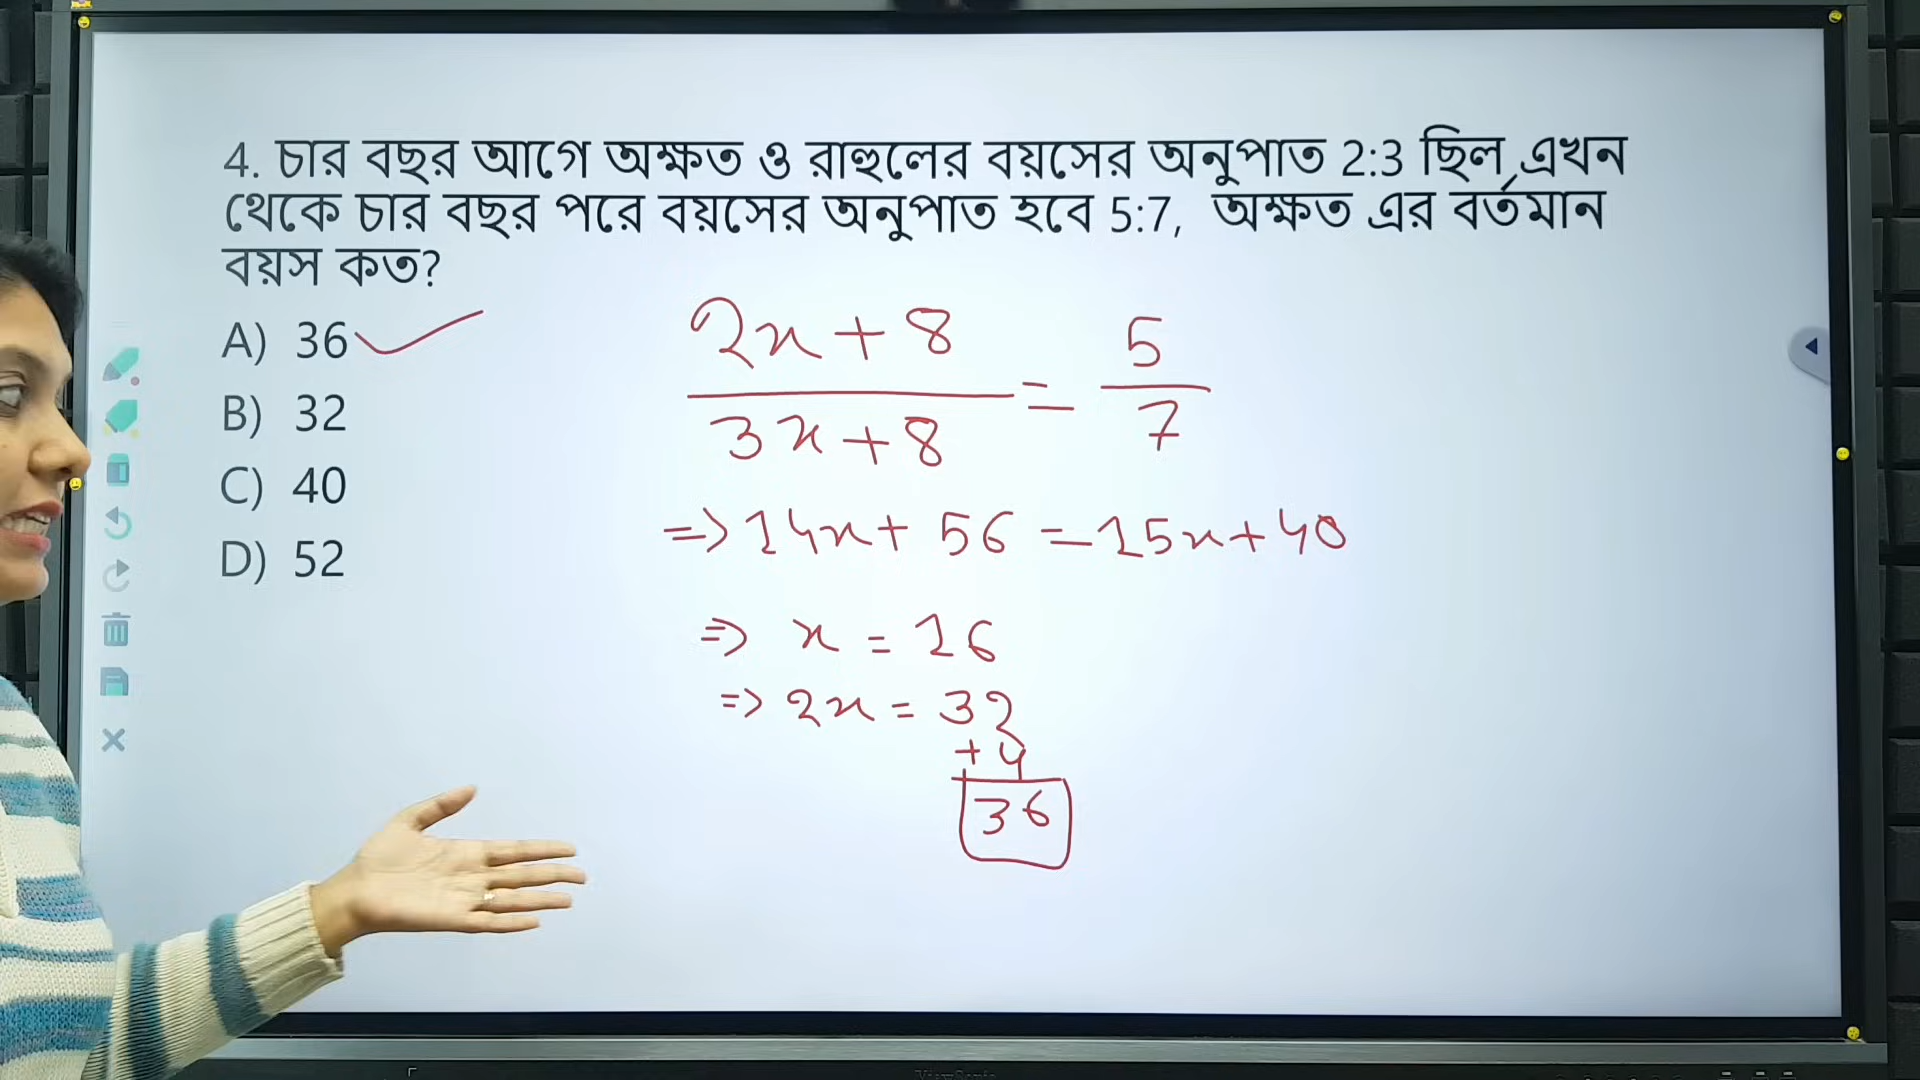 4. চার বছর আগে অক্ষত ও রাহুলের বয়সের অনুপাত 2:3 ছিল এখন
থেকে চার বছর পরে বয়সের অনুপাত হবে 5:7, অক্ষত এর বর্তমান
বয়স কত?
A) 36
B) 32
C) 40
D) 52
2x + 8 / 3x + 8 = 5 / 7
=> 14x + 56 = 15x + 40
=> x = 16
=> 2x = 32
+ 4
36
ViewSonic